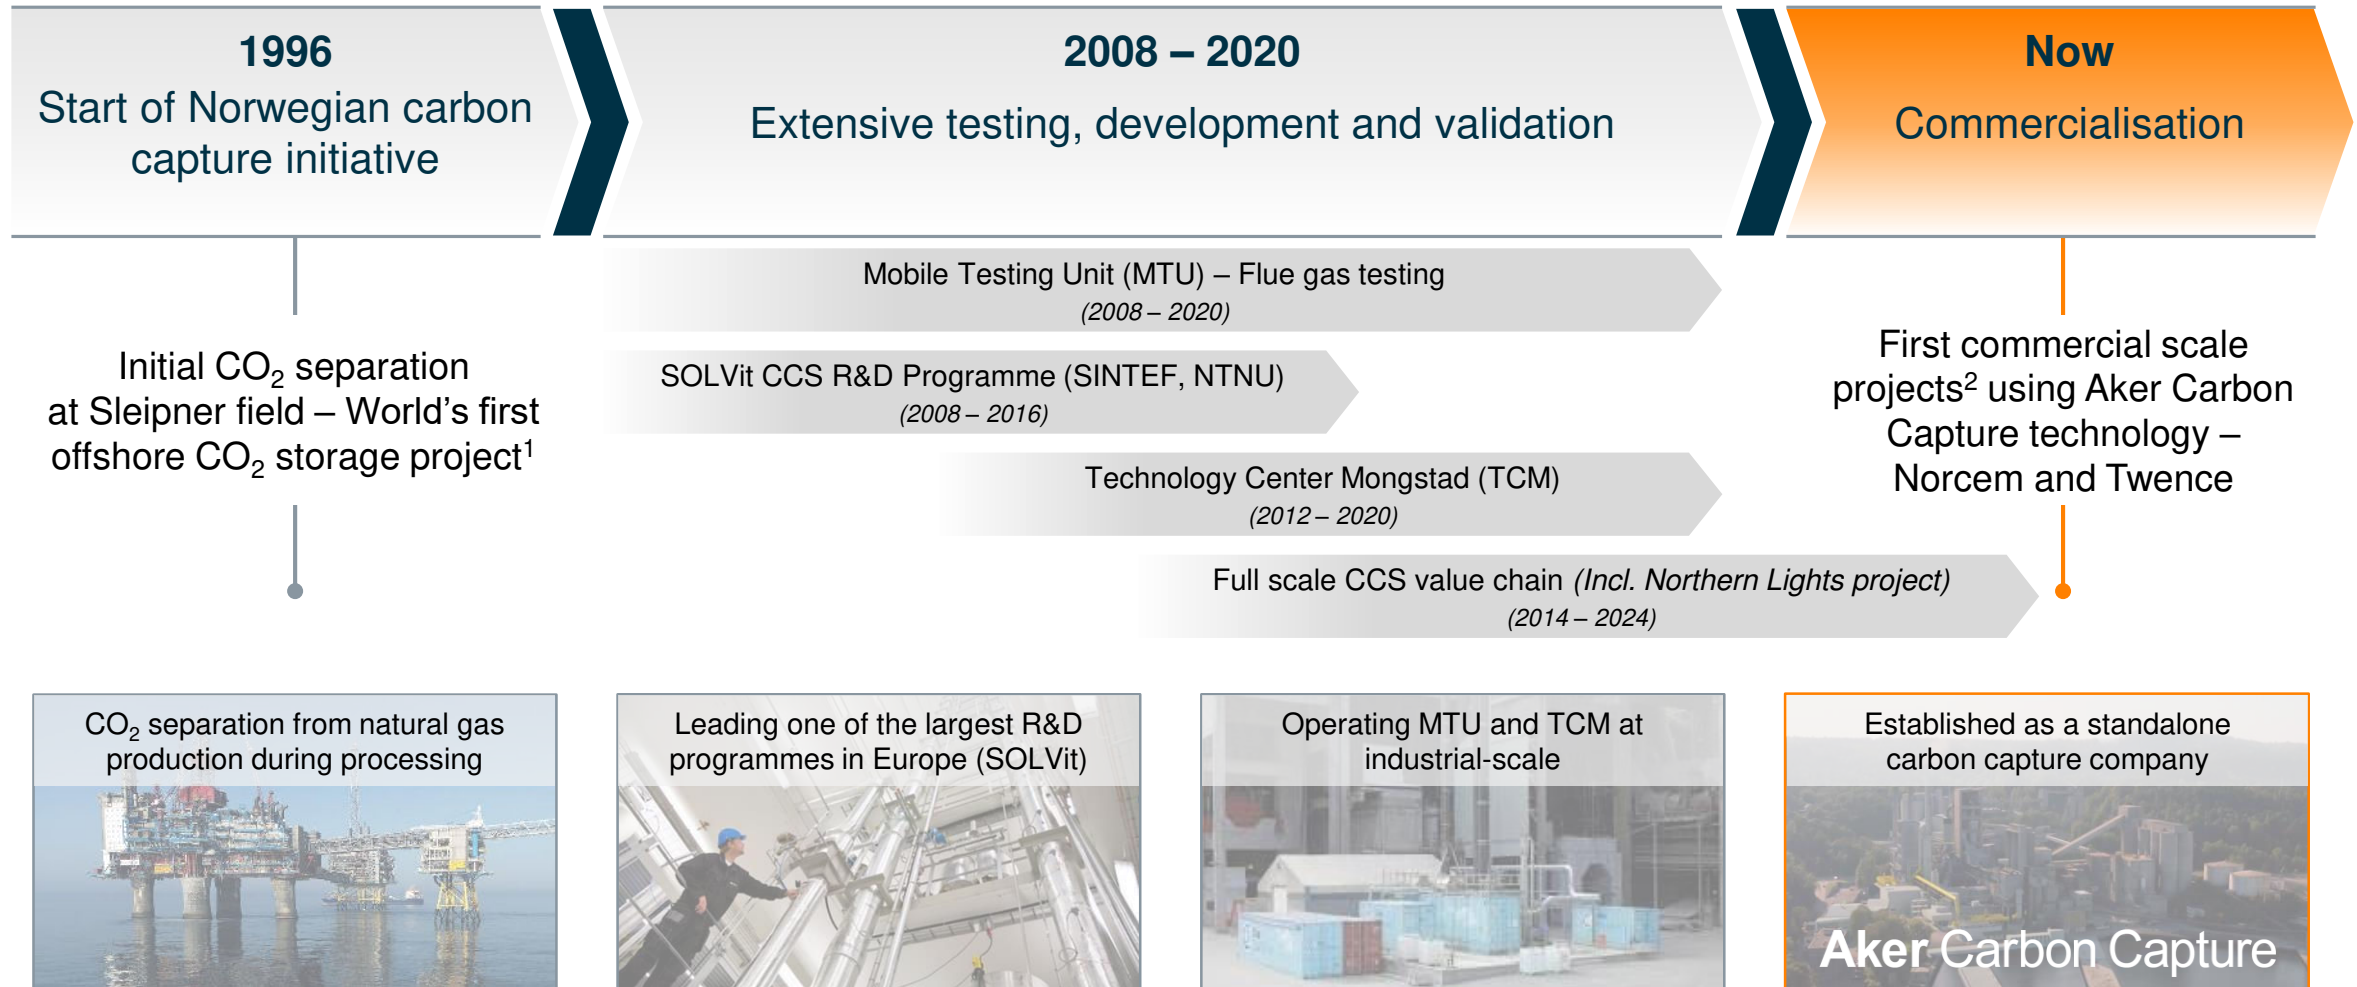 1996
Start of Norwegian carbon
capture initiative
2008 – 2020
Extensive testing, development and validation
Now
Commercialisation
Initial CO₂ separation
at Sleipner field – World's first
offshore CO₂ storage project¹
Mobile Testing Unit (MTU) – Flue gas testing
(2008 – 2020)
SOLVit CCS R&D Programme (SINTEF, NTNU)
(2008 – 2016)
Technology Center Mongstad (TCM)
(2012 – 2020)
Full scale CCS value chain (Incl. Northern Lights project)
(2014 – 2024)
First commercial scale
projects² using Aker Carbon
Capture technology –
Norcem and Twence
CO₂ separation from natural gas
production during processing
Leading one of the largest R&D
programmes in Europe (SOLVit)
Operating MTU and TCM at
industrial-scale
Established as a standalone
carbon capture company
Aker Carbon Capture